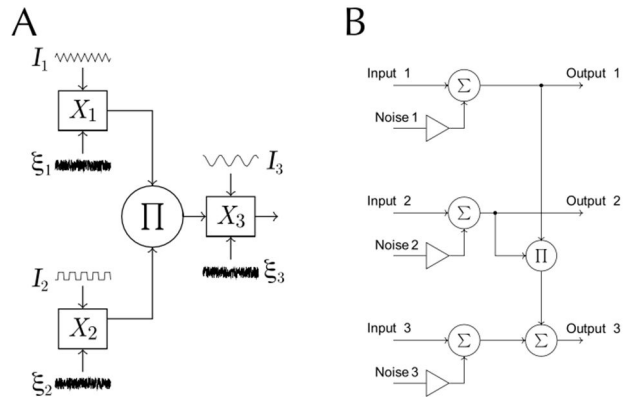 A
I₁
X₁
ξ₁
I₃
Π
X₃
ξ₃
I₂
X₂
ξ₂
B
Input 1
Σ
Output 1
Noise 1
Input 2
Σ
Output 2
Noise 2
Π
Input 3
Σ
Σ
Output 3
Noise 3